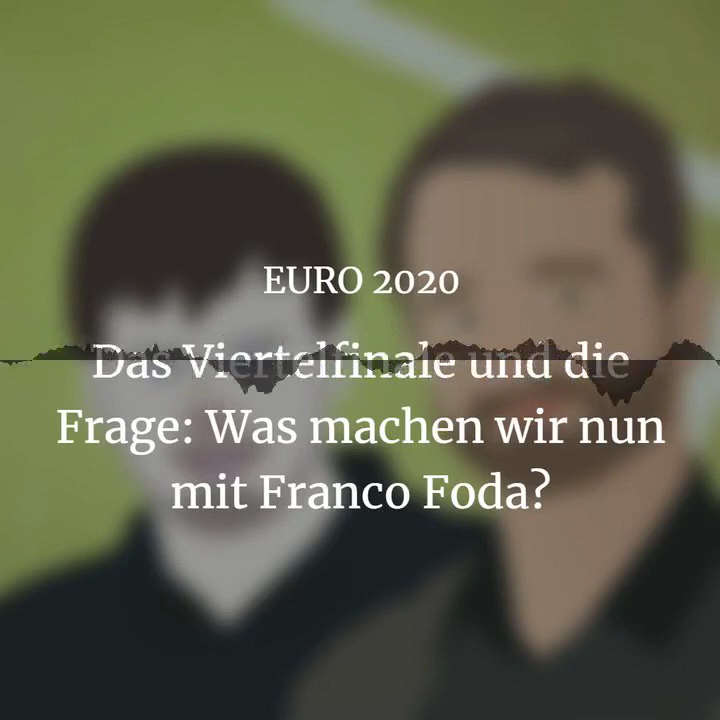 EURO 2020
Das Viertelfinale und die
Frage: Was machen wir nun
mit Franco Foda?